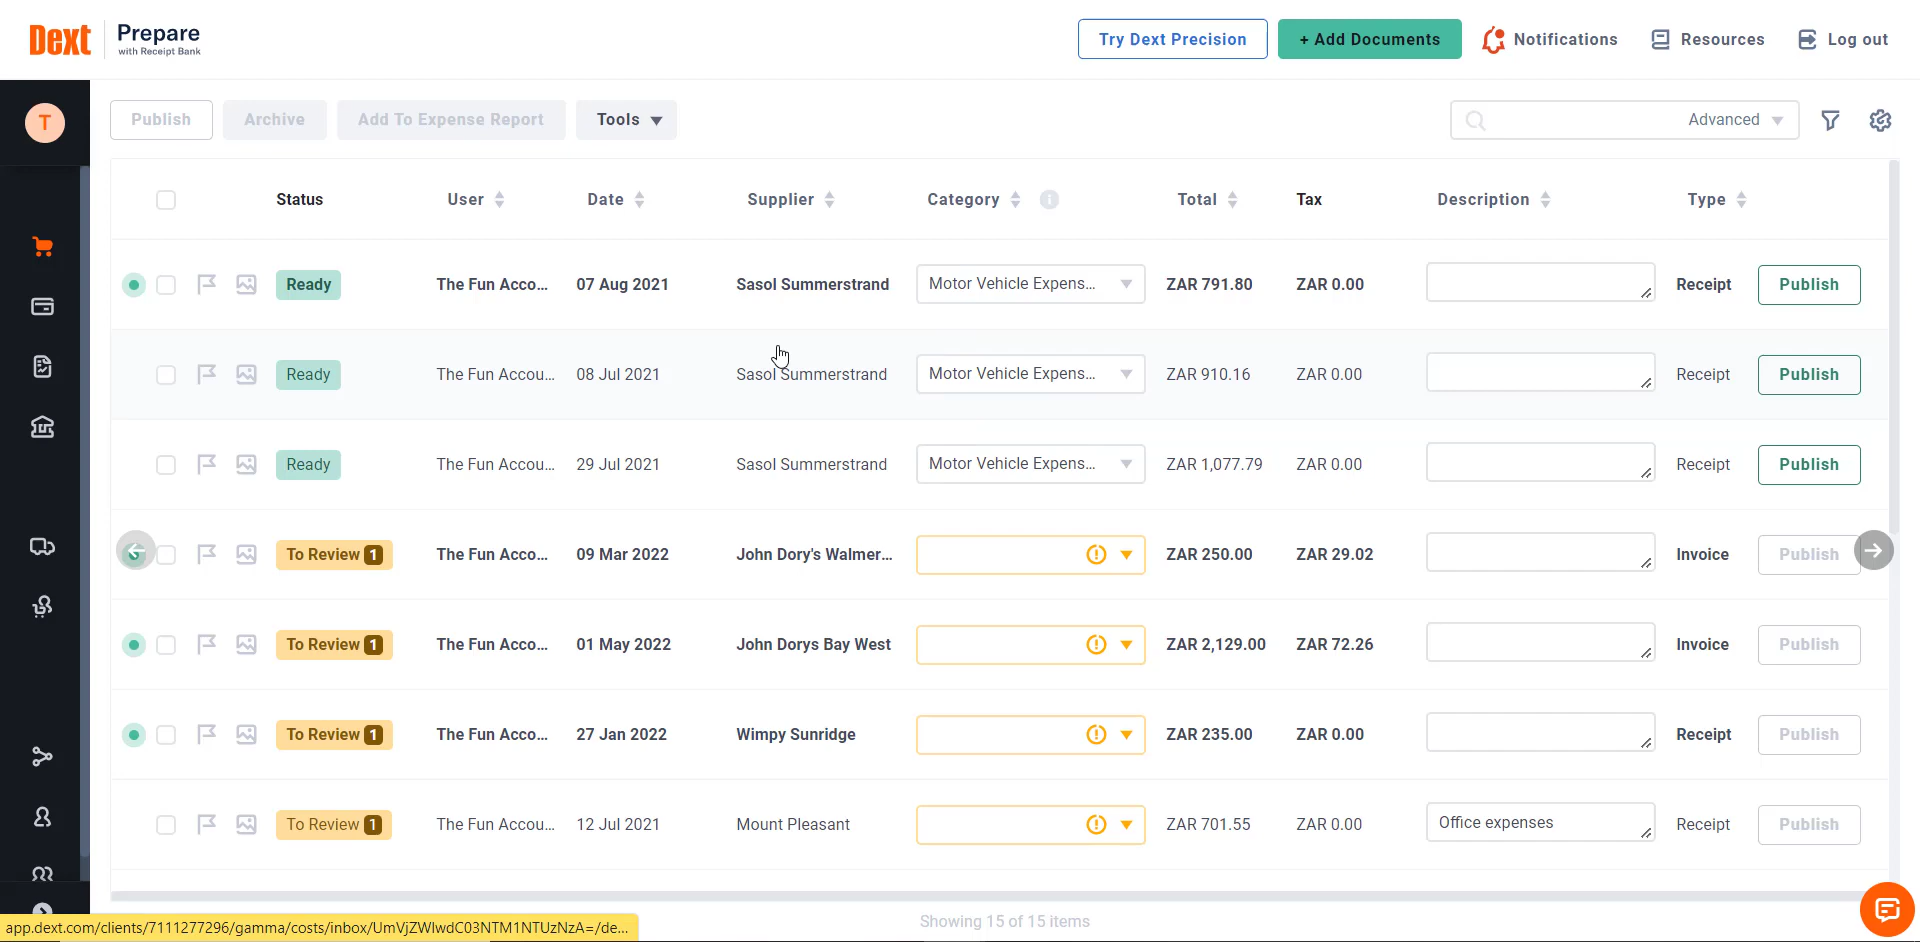 Dext Prepare with Receipt Bank
Try Dext Precision + Add Documents Notifications Resources Log out
T
Publish Archive Add To Expense Report Tools Advanced
Status User Date Supplier Category Total Tax Description Type
Ready The Fun Acco... 07 Aug 2021 Sasol Summerstrand Motor Vehicle Expens... ZAR 791.80 ZAR 0.00 Receipt Publish
Ready The Fun Accou... 08 Jul 2021 Sasol Summerstrand Motor Vehicle Expens... ZAR 910.16 ZAR 0.00 Receipt Publish
Ready The Fun Accou... 29 Jul 2021 Sasol Summerstrand Motor Vehicle Expens... ZAR 1,077.79 ZAR 0.00 Receipt Publish
To Review 1 The Fun Acco... 09 Mar 2022 John Dory's Walmer... ZAR 250.00 ZAR 29.02 Invoice Publish
To Review 1 The Fun Acco... 01 May 2022 John Dorys Bay West ZAR 2,129.00 ZAR 72.26 Invoice Publish
To Review 1 The Fun Acco... 27 Jan 2022 Wimpy Sunridge ZAR 235.00 ZAR 0.00 Receipt Publish
To Review 1 The Fun Accou... 12 Jul 2021 Mount Pleasant ZAR 701.55 ZAR 0.00 Office expenses Receipt Publish
Showing 15 of 15 items
app.dext.com/clients/7111277296/gamma/costs/inbox/UmVjZWlwdC03NTM1NTUzNzA=/de...